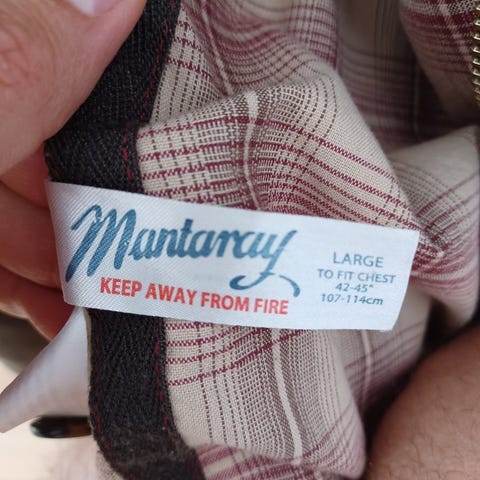 Mantaray
KEEP AWAY FROM FIRE
LARGE
TO FIT CHEST
42-45"
107-114cm